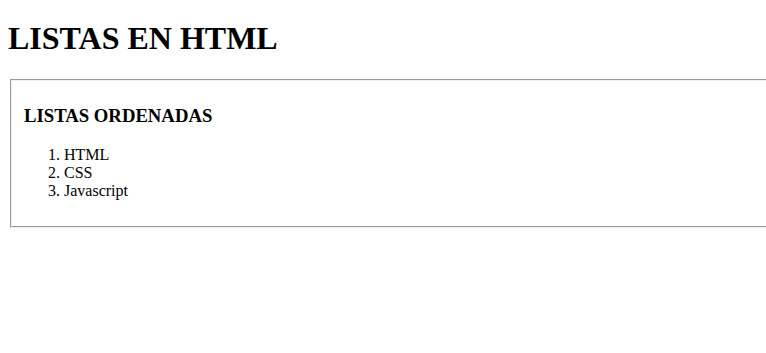 LISTAS EN HTML
LISTAS ORDENADAS
1. HTML
2. CSS
3. Javascript